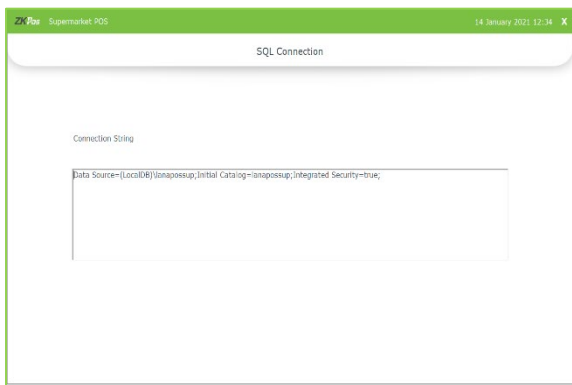 ZKPos Supermarket POS 14 January 2021 12:34 X
SQL Connection
Connection String
Data Source=(LocalDB)\lanapossup;Initial Catalog=lanapossup;Integrated Security=true;